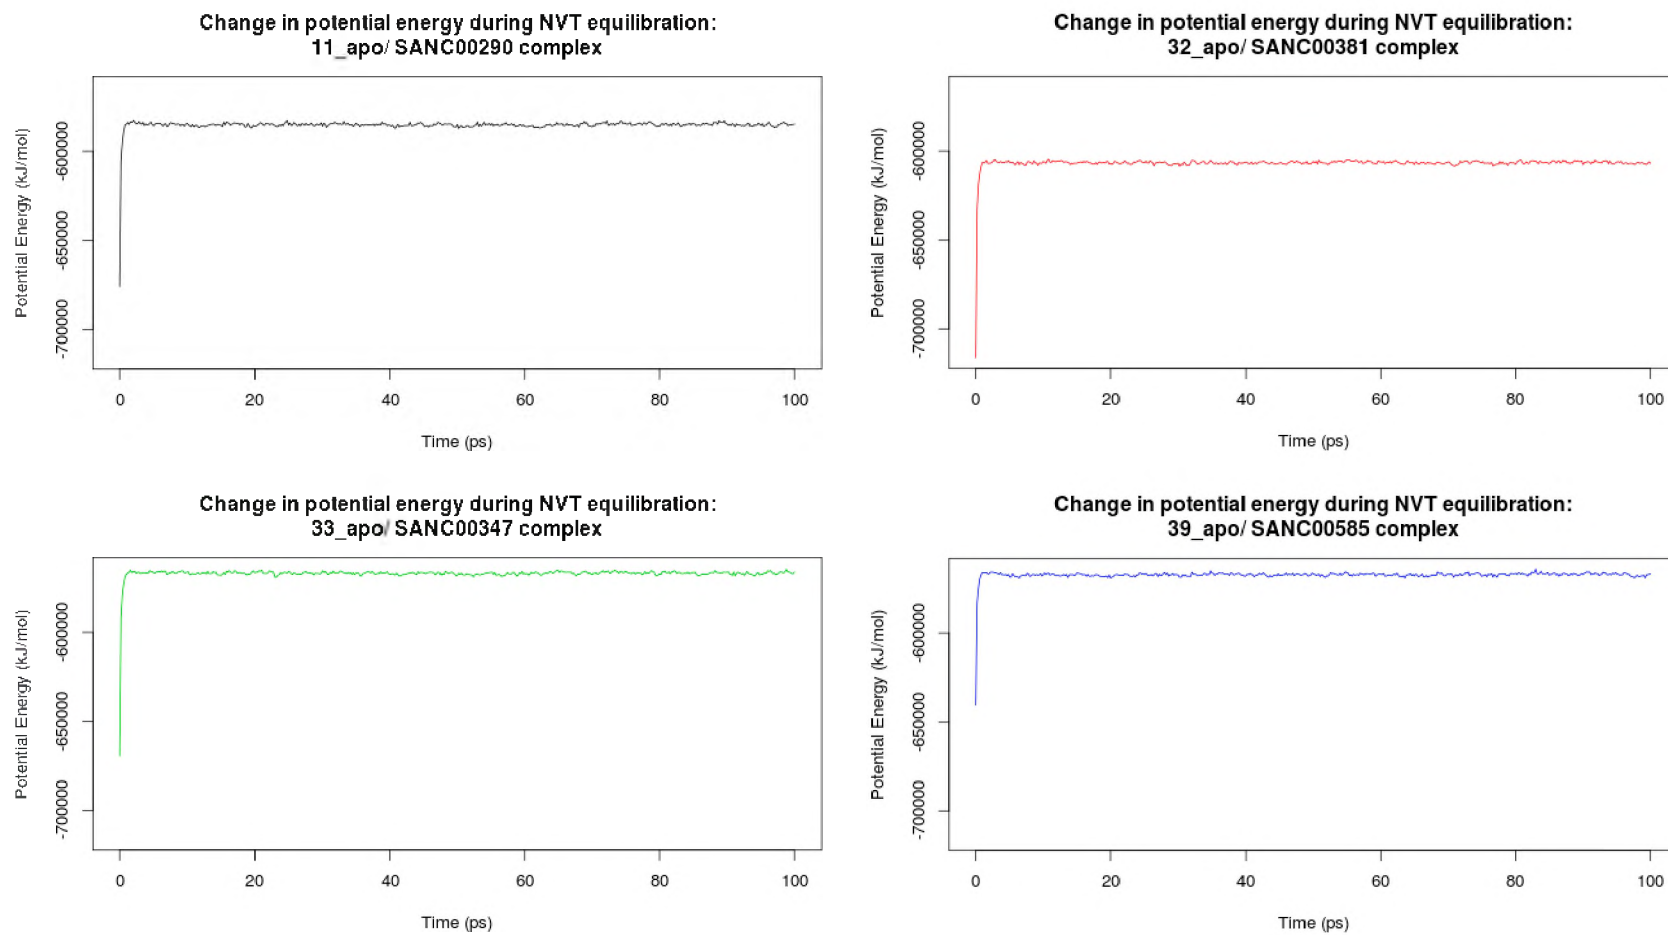 Change in potential energy during NVT equilibration:
11_apo/ SANC00290 complex
Potential Energy (kJ/mol)
-600000
-650000
-700000
0 20 40 60 80 100
Time (ps)
Change in potential energy during NVT equilibration:
32_apo/ SANC00381 complex
Potential Energy (kJ/mol)
-600000
-650000
-700000
0 20 40 60 80 100
Time (ps)
Change in potential energy during NVT equilibration:
33_apo/ SANC00347 complex
Potential Energy (kJ/mol)
-600000
-650000
-700000
0 20 40 60 80 100
Time (ps)
Change in potential energy during NVT equilibration:
39_apo/ SANC00585 complex
Potential Energy (kJ/mol)
-600000
-650000
-700000
0 20 40 60 80 100
Time (ps)